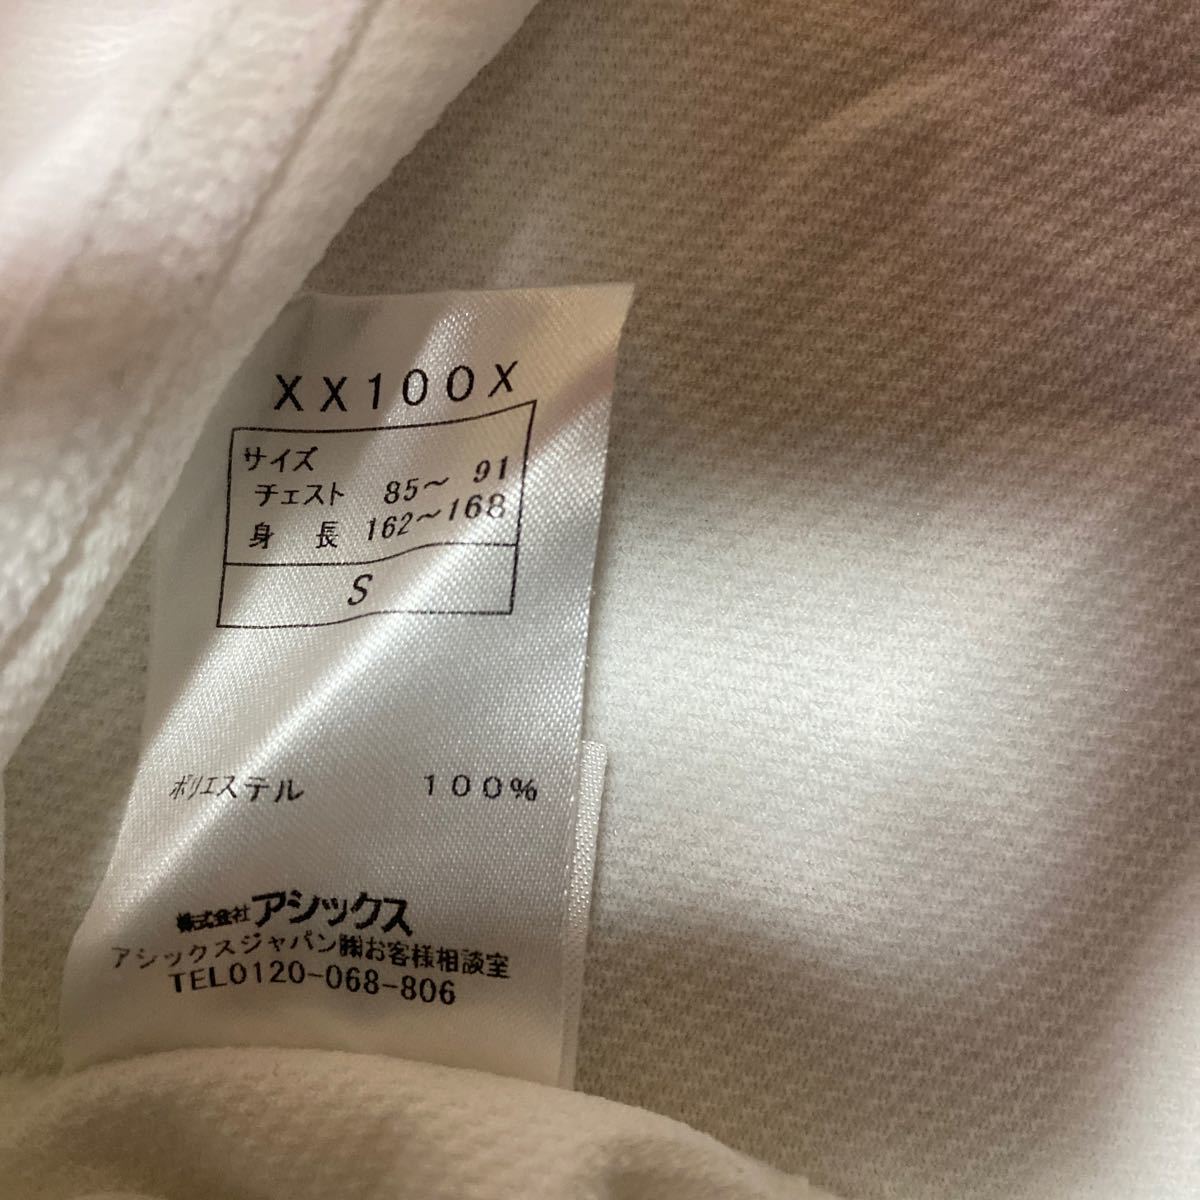 XX100X
サイズ
チェスト 85～ 91
身 長 162～168
S
ポリエステル 100%
株式会社アシックス
アシックスジャパン㈱お客様相談室
TEL0120-068-806